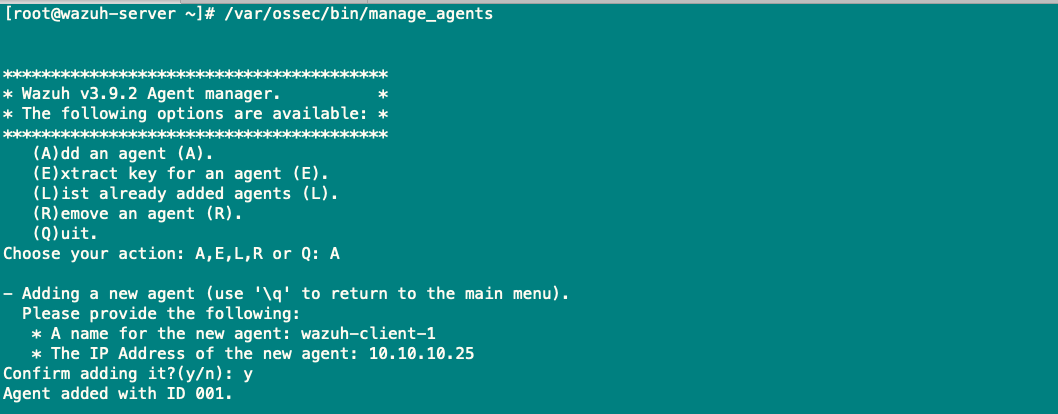 [root@wazuh-server ~]# /var/ossec/bin/manage_agents
****************************************
* Wazuh v3.9.2 Agent manager.          *
* The following options are available: *
****************************************
   (A)dd an agent (A).
   (E)xtract key for an agent (E).
   (L)ist already added agents (L).
   (R)emove an agent (R).
   (Q)uit.
Choose your action: A,E,L,R or Q: A
- Adding a new agent (use '\q' to return to the main menu).
  Please provide the following:
   * A name for the new agent: wazuh-client-1
   * The IP Address of the new agent: 10.10.10.25
Confirm adding it?(y/n): y
Agent added with ID 001.